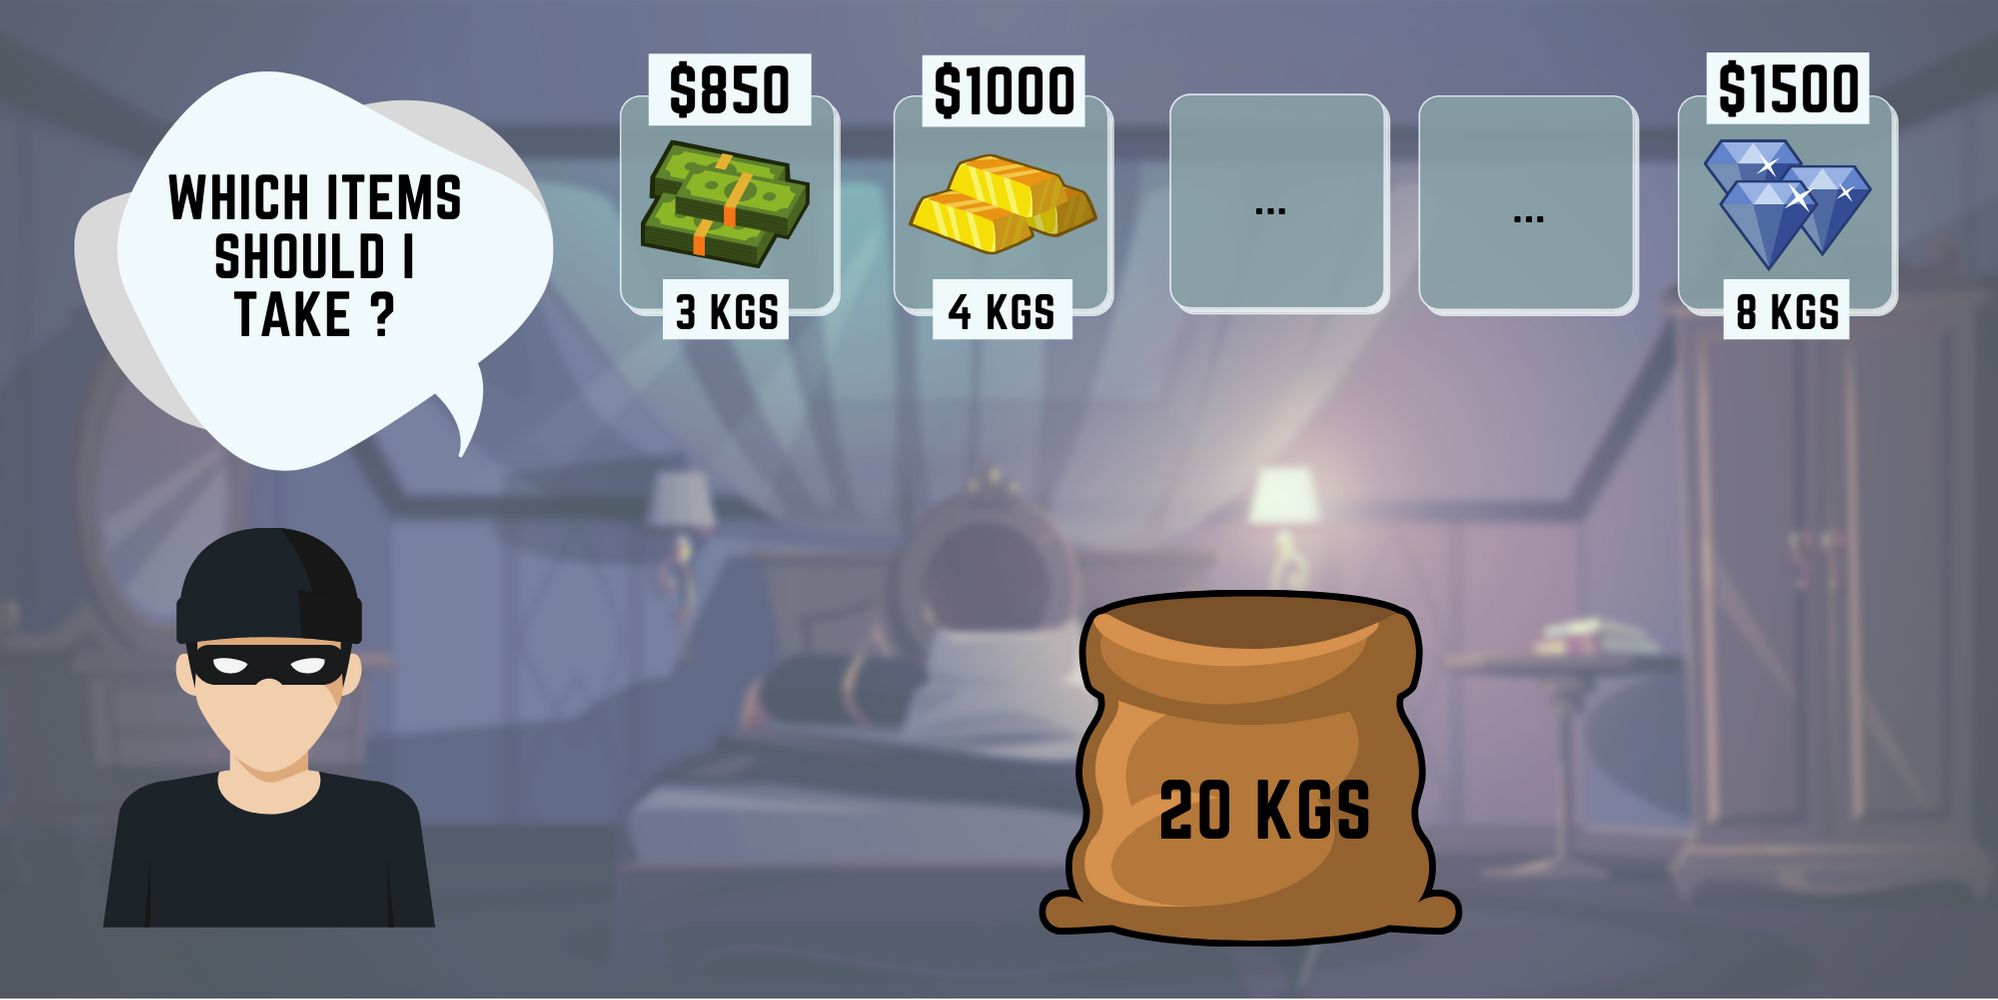 WHICH ITEMS
SHOULD I
TAKE ?
$850
3 KGS
$1000
4 KGS
...
...
$1500
8 KGS
20 KGS